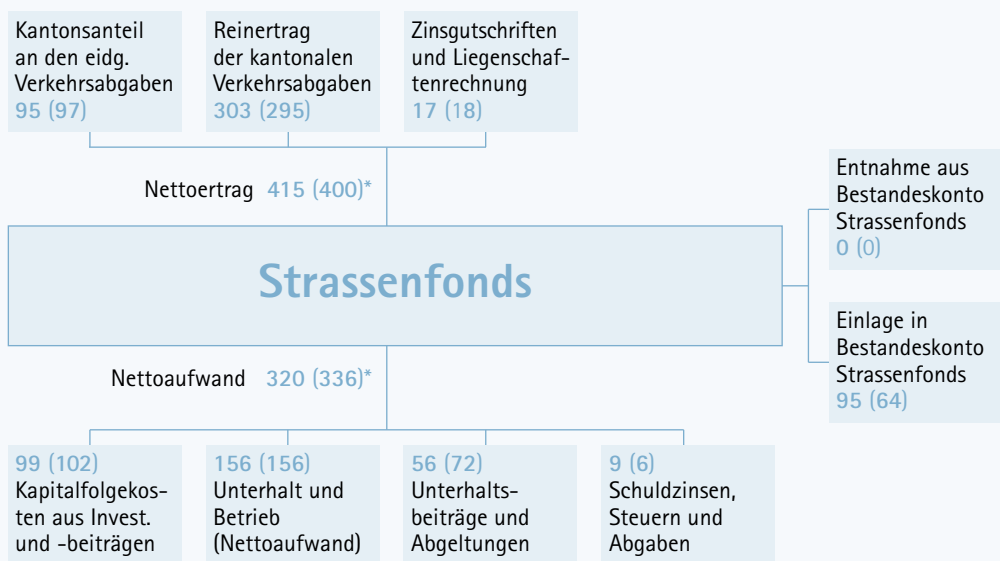 Kantonsanteil
an den eidg.
Verkehrsabgaben
95 (97)
Reinertrag
der kantonalen
Verkehrsabgaben
303 (295)
Zinsgutschriften
und Liegenschaf-
tenrechnung
17 (18)
Nettoertrag 415 (400)*
Entnahme aus
Bestandeskonto
Strassenfonds
0 (0)
Strassenfonds
Einlage in
Bestandeskonto
Strassenfonds
95 (64)
Nettoaufwand 320 (336)*
99 (102)
Kapitalfolgekos-
ten aus Invest.
und -beiträgen
156 (156)
Unterhalt und
Betrieb
(Nettoaufwand)
56 (72)
Unterhalts-
beiträge und
Abgeltungen
9 (6)
Schuldzinsen,
Steuern und
Abgaben